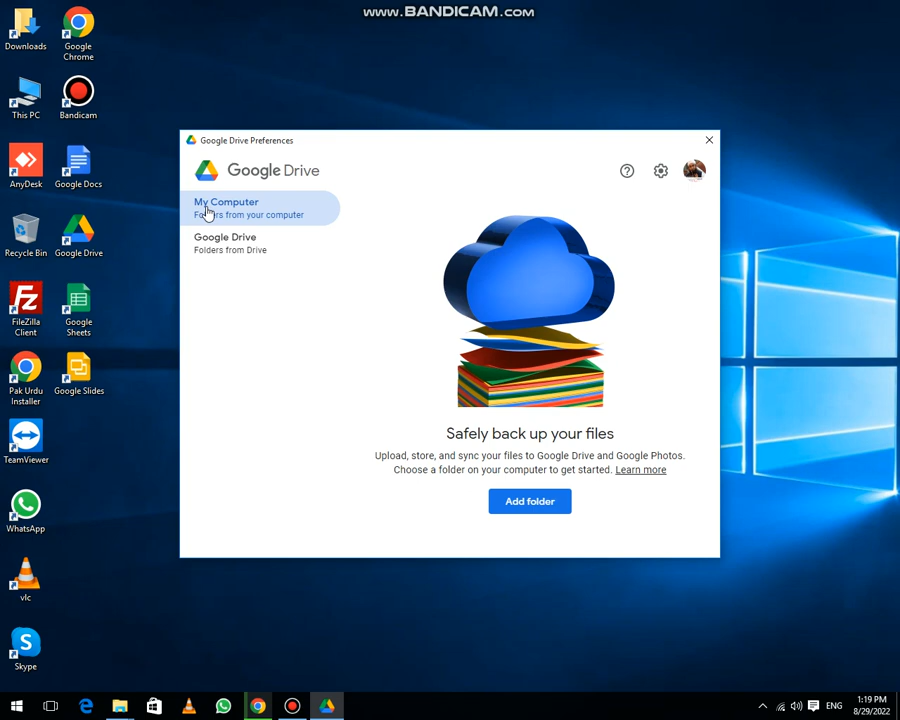 www.BANDICAM.com
Downloads
Google
Chrome
This PC
Bandicam
AnyDesk
Google Docs
Recycle Bin
Google Drive
FileZilla
Client
Google
Sheets
Pak Urdu
Installer
Google Slides
TeamViewer
WhatsApp
vlc
Skype
Google Drive Preferences
Google Drive
My Computer
Folders from your computer
Google Drive
Folders from Drive
Safely back up your files
Upload, store, and sync your files to Google Drive and Google Photos.
Choose a folder on your computer to get started. Learn more
Add folder
ENG
1:19 PM
8/29/2022